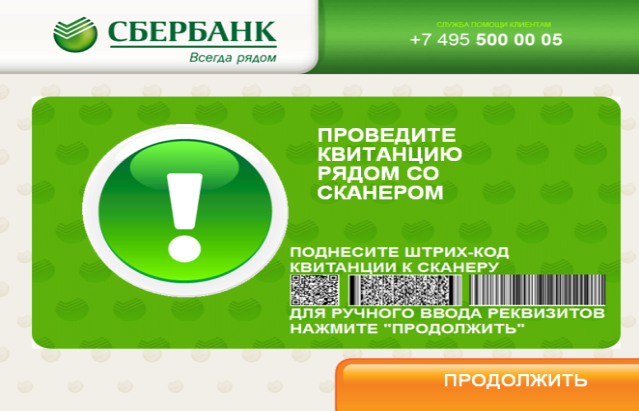 СБЕРБАНК
Всегда рядом
СЛУЖБА ПОМОЩИ КЛИЕНТАМ
+7 495 500 00 05
ПРОВЕДИТЕ
КВИТАНЦИЮ
РЯДОМ СО
СКАНЕРОМ
ПОДНЕСИТЕ ШТРИХ-КОД
КВИТАНЦИИ К СКАНЕРУ
ДЛЯ РУЧНОГО ВВОДА РЕКВИЗИТОВ
НАЖМИТЕ "ПРОДОЛЖИТЬ"
ПРОДОЛЖИТЬ